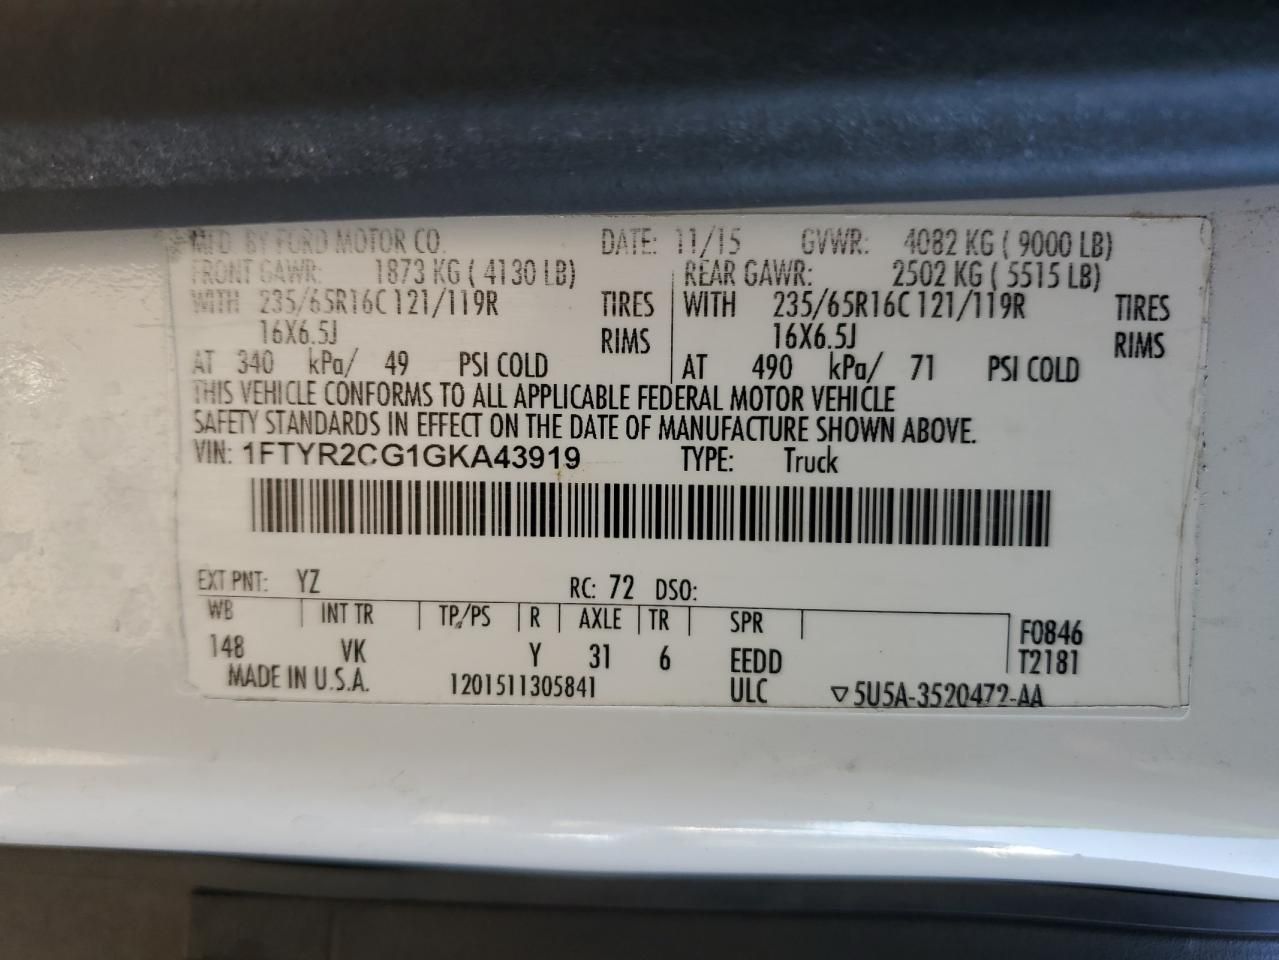 MFD. BY FORD MOTOR CO. DATE: 11/15 GVWR: 4082 KG ( 9000 LB)
FRONT GAWR: 1873 KG ( 4130 LB) REAR GAWR: 2502 KG ( 5515 LB)
WITH 235/65R16C 121/119R TIRES WITH 235/65R16C 121/119R TIRES
16X6.5J RIMS 16X6.5J RIMS
AT 340 kPa/ 49 PSI COLD AT 490 kPa/ 71 PSI COLD
THIS VEHICLE CONFORMS TO ALL APPLICABLE FEDERAL MOTOR VEHICLE
SAFETY STANDARDS IN EFFECT ON THE DATE OF MANUFACTURE SHOWN ABOVE.
VIN: 1FTYR2CG1GKA43919 TYPE: Truck
EXT PNT: YZ RC: 72 DSO:
WB INT TR TP/PS R AXLE TR SPR F0846
148 VK Y 31 6 EEDD T2181
MADE IN U.S.A. 1201511305841 ULC ▽5U5A-3520472-AA